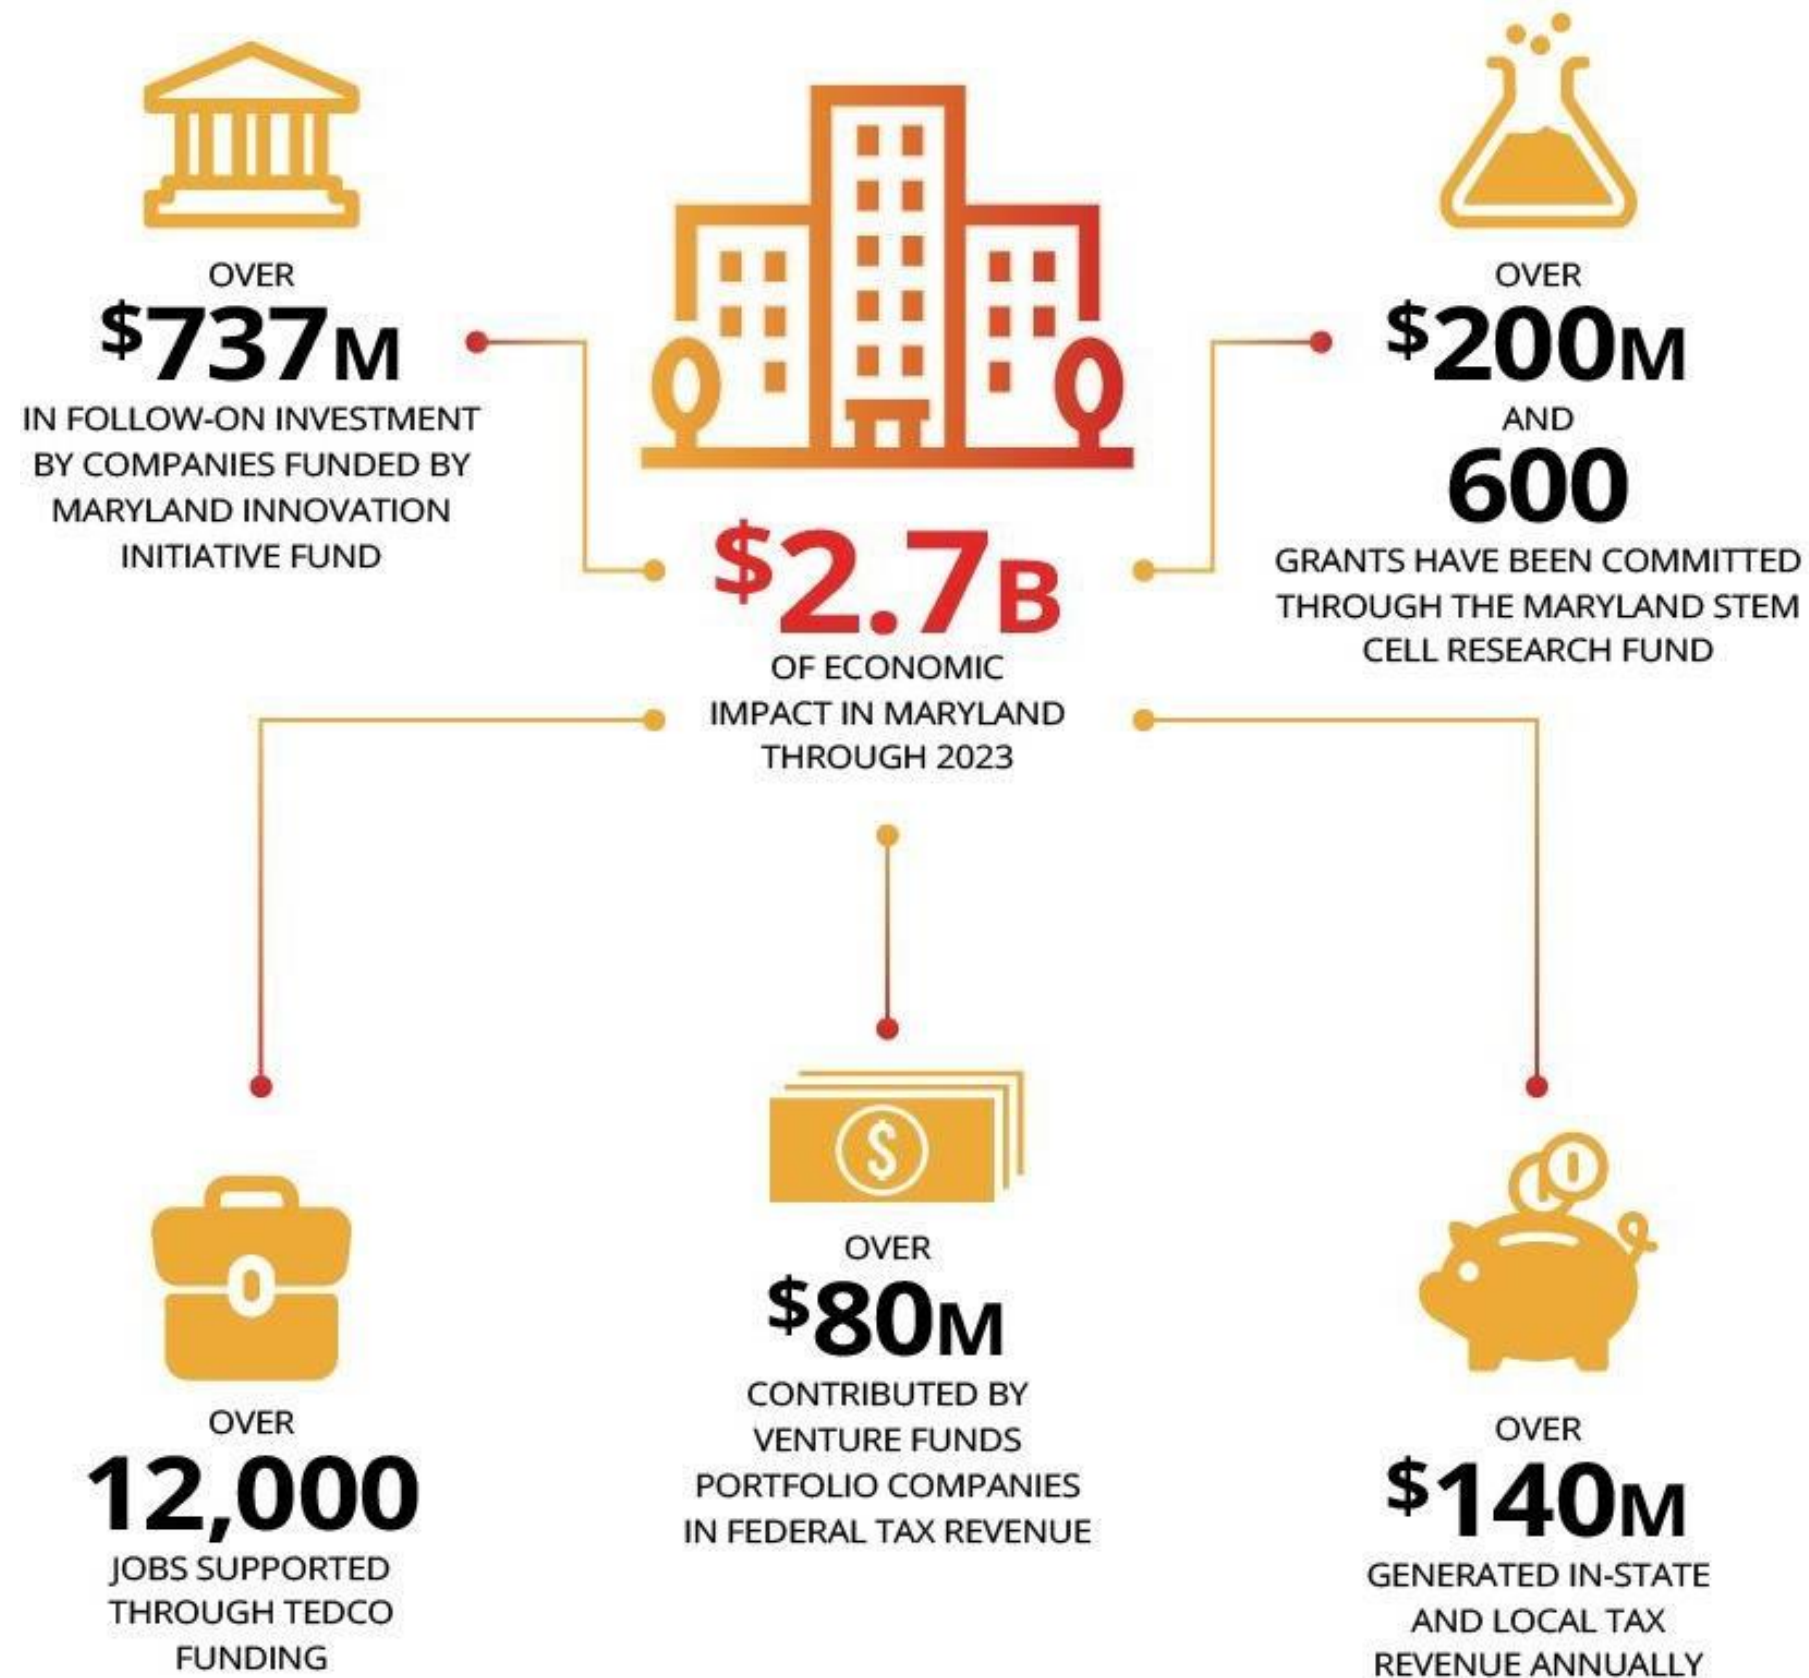 OVER
$737M
IN FOLLOW-ON INVESTMENT
BY COMPANIES FUNDED BY
MARYLAND INNOVATION
INITIATIVE FUND
$2.7B
OF ECONOMIC
IMPACT IN MARYLAND
THROUGH 2023
OVER
$200M
AND
600
GRANTS HAVE BEEN COMMITTED
THROUGH THE MARYLAND STEM
CELL RESEARCH FUND
OVER
12,000
JOBS SUPPORTED
THROUGH TEDCO
FUNDING
$
OVER
$80M
CONTRIBUTED BY
VENTURE FUNDS
PORTFOLIO COMPANIES
IN FEDERAL TAX REVENUE
OVER
$140M
GENERATED IN-STATE
AND LOCAL TAX
REVENUE ANNUALLY